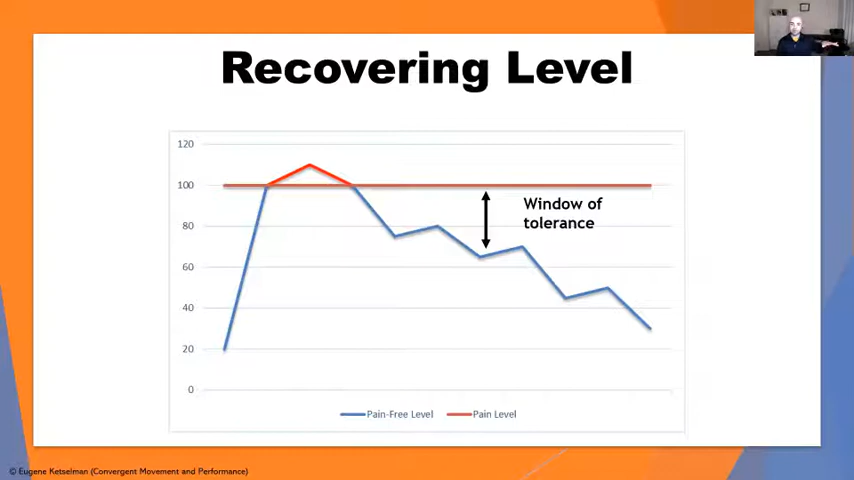 Recovering Level
120
100
80
60
40
20
0
Window of
tolerance
Pain-Free Level
Pain Level
© Eugene Ketselman (Convergent Movement and Performance)